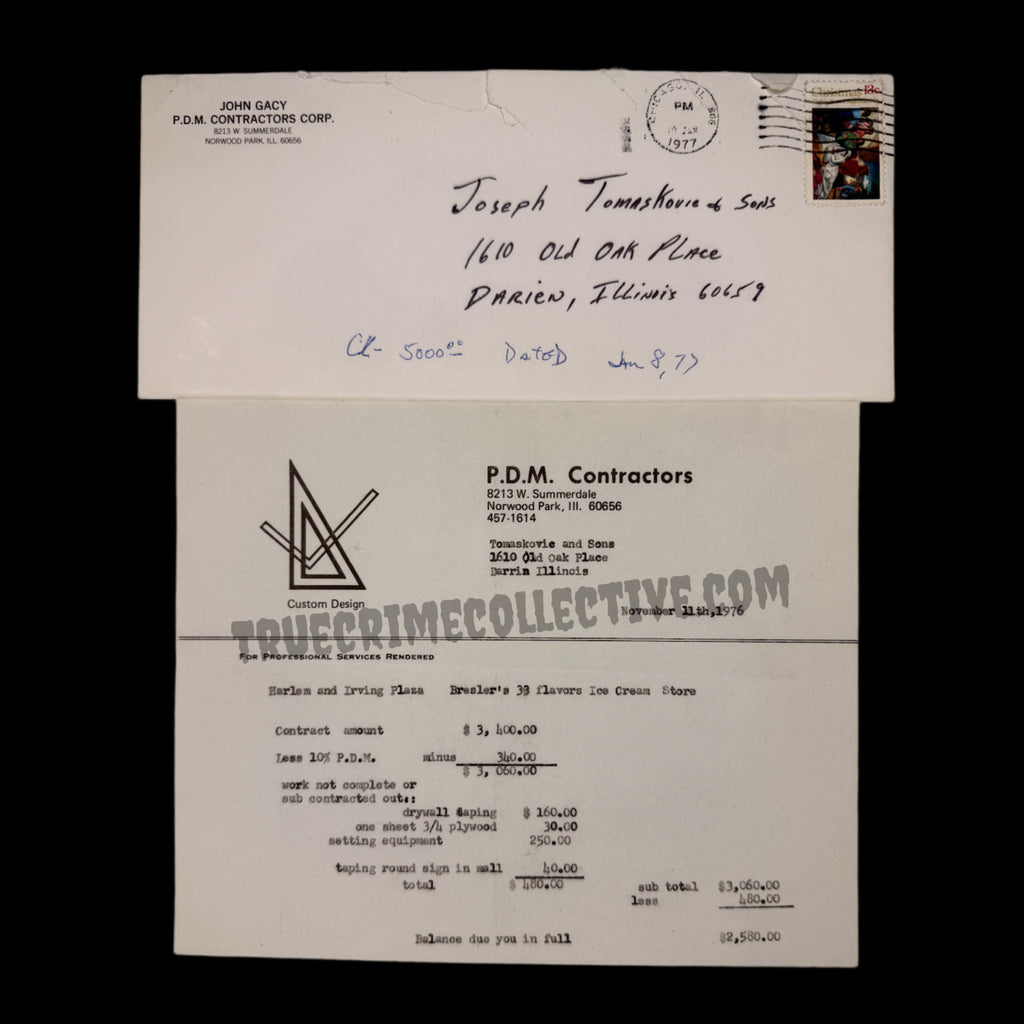 JOHN GACY
P.D.M. CONTRACTORS CORP.
8213 W. SUMMERDALE
NORWOOD PARK, ILL. 60656
CHICAGO, IL 606
PM
JAN
1977
Christmas 13c
Joseph Tomaskovic & Sons
1610 Old Oak Place
Darien, Illinois 60659
CK- 5000.00 Dated Jan 8, 77
P.D.M. Contractors
8213 W. Summerdale
Norwood Park, Ill. 60656
457-1614
Tomaskovic and Sons
1610 Old Oak Place
Darrin Illinois
Custom Design
November 11th,1976
TRUECRIMECOLLECTIVE.COM
FOR PROFESSIONAL SERVICES RENDERED
Harlem and Irving Plaza Bresler's 33 flavors Ice Cream Store
Contract amount $ 3, 400.00
Less 10% P.D.M. minus 340.00
$ 3, 060.00
work not complete or
sub contracted out:
drywall taping $ 160.00
one sheet 3/4 plywood 30.00
setting equipment 250.00
taping round sign in mall 40.00
total $ 480.00
sub total $3,060.00
less 480.00
Balance due you in full $2,580.00